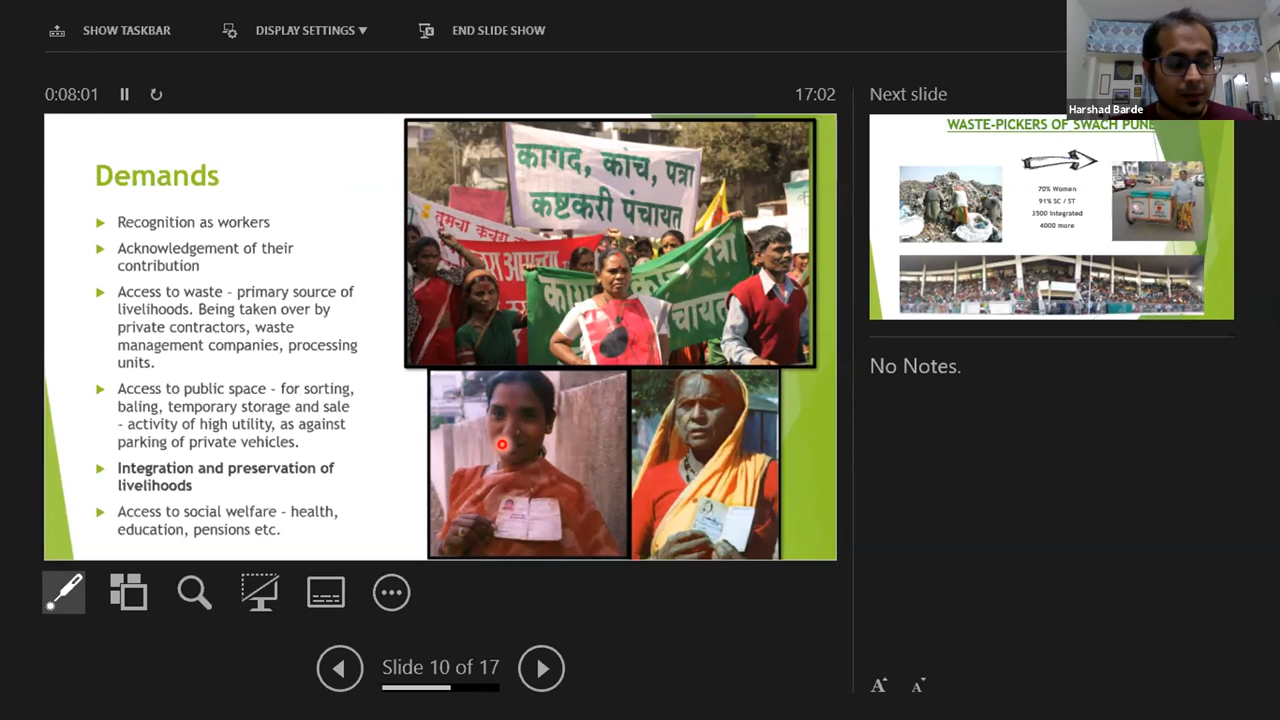 SHOW TASKBAR
DISPLAY SETTINGS ▼
END SLIDE SHOW
0:08:01
17:02
Next slide
Harshad Barde
Demands
Recognition as workers
Acknowledgement of their
contribution
Access to waste - primary source of
livelihoods. Being taken over by
private contractors, waste
management companies, processing
units.
Access to public space - for sorting,
baling, temporary storage and sale
- activity of high utility, as against
parking of private vehicles.
Integration and preservation of
livelihoods
Access to social welfare - health,
education, pensions etc.
कागद, कांच, पत्रा
कष्टकरी पंचायत
तुमचा कचरा
कागद
पत्रा
चायत
WASTE-PICKERS OF SWACH PUNE
70% Women
91% SC / ST
3500 Integrated
4000 more
No Notes.
Slide 10 of 17
A A